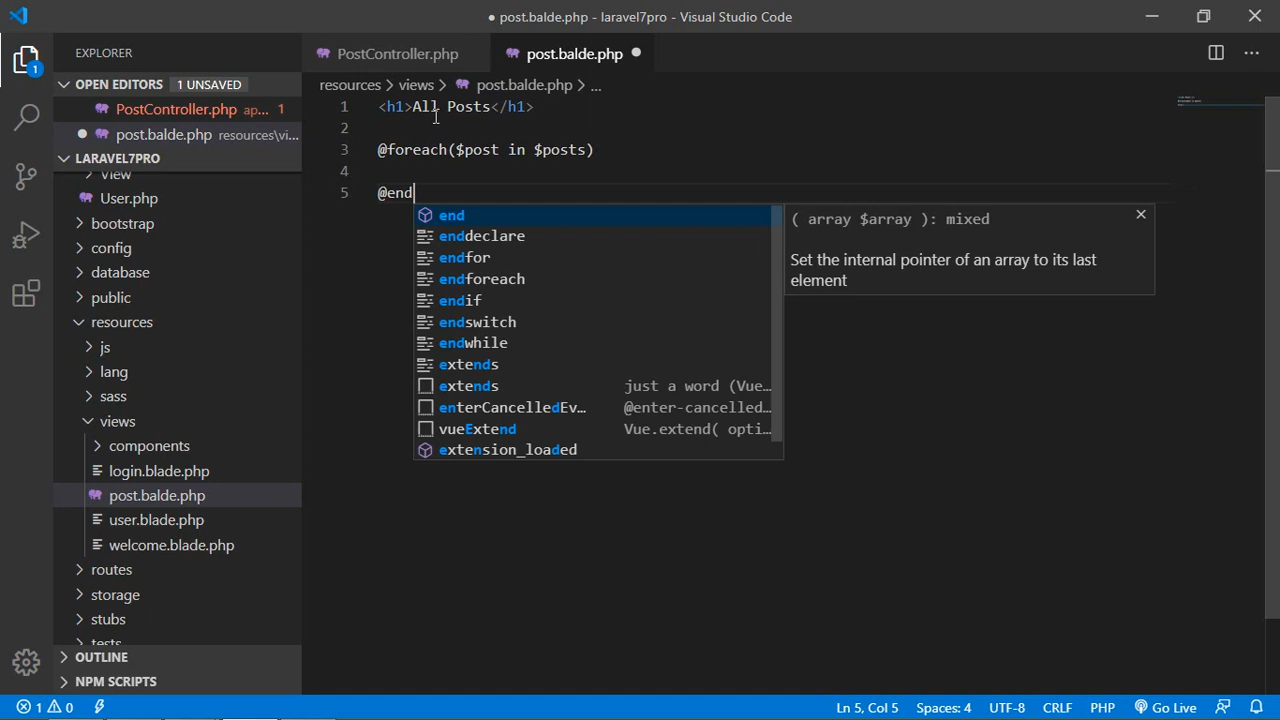 ● post.balde.php - laravel7pro - Visual Studio Code
EXPLORER
PostController.php
post.balde.php ●
OPEN EDITORS 1 UNSAVED
resources > views > post.balde.php > ...
PostController.php ap... 1
post.balde.php resources\vi...
LARAVEL7PRO
View
User.php
bootstrap
config
database
public
resources
js
lang
sass
views
components
login.blade.php
post.balde.php
user.blade.php
welcome.blade.php
routes
storage
stubs
tests
OUTLINE
NPM SCRIPTS
1
1 <h1>All Posts</h1>
2
3 @foreach($post in $posts)
4
5 @end
end
enddeclare
endfor
endforeach
endif
endswitch
endwhile
extends
extends just a word (Vue...
enterCancelledEv... @enter-cancelled...
vueExtend Vue.extend( opti...
extension_loaded
( array $array ): mixed
Set the internal pointer of an array to its last
element
1 0
Ln 5, Col 5
Spaces: 4
UTF-8
CRLF
PHP
Go Live